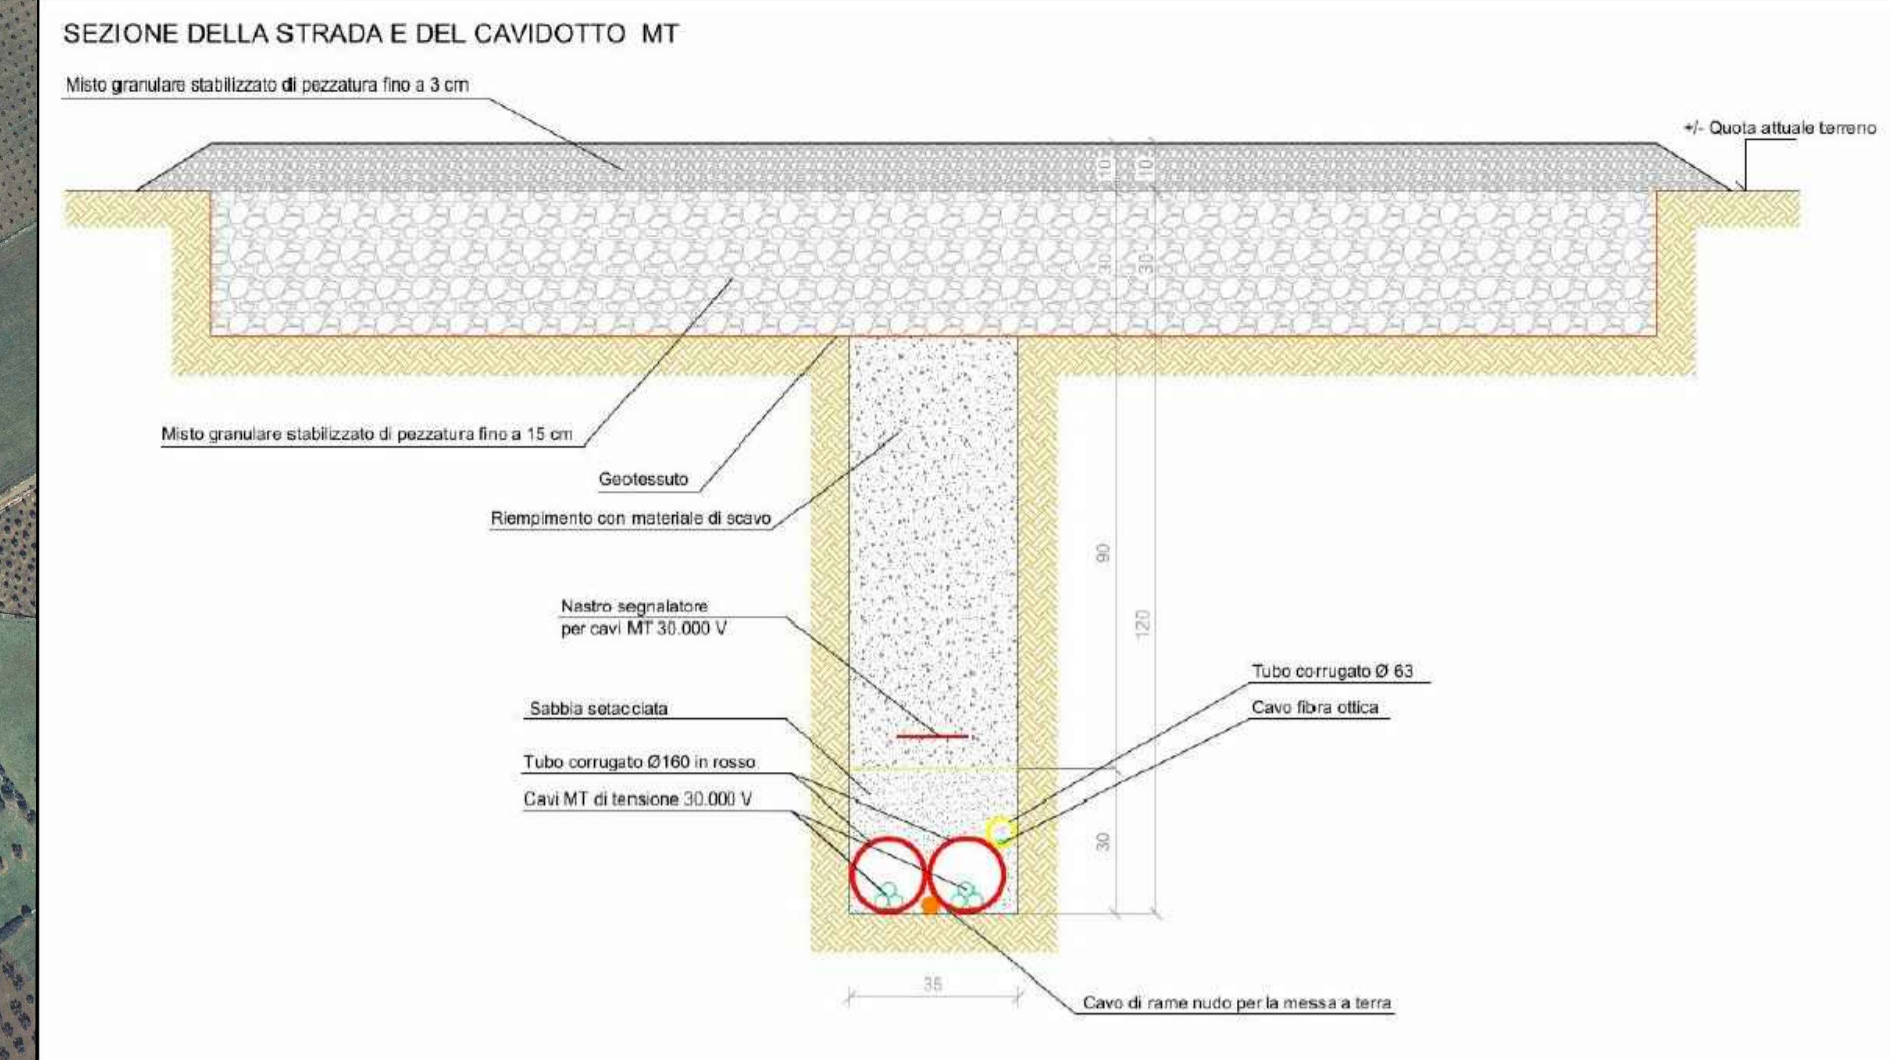 SEZIONE DELLA STRADA E DEL CAVIDOTTO MT
Misto granulare stabilizzato di pezzatura fino a 3 cm
+/- Quota attuale terreno
10
10
30
30
Misto granulare stabilizzato di pezzatura fino a 15 cm
Geotessuto
Riempimento con materiale di scavo
90
Nastro segnalatore
per cavi MT 30.000 V
120
Tubo corrugato Ø 63
Sabbia setacciata
Cavo fibra ottica
Tubo corrugato Ø160 in rosso
Cavi MT di tensione 30.000 V
30
35
Cavo di rame nudo per la messa a terra